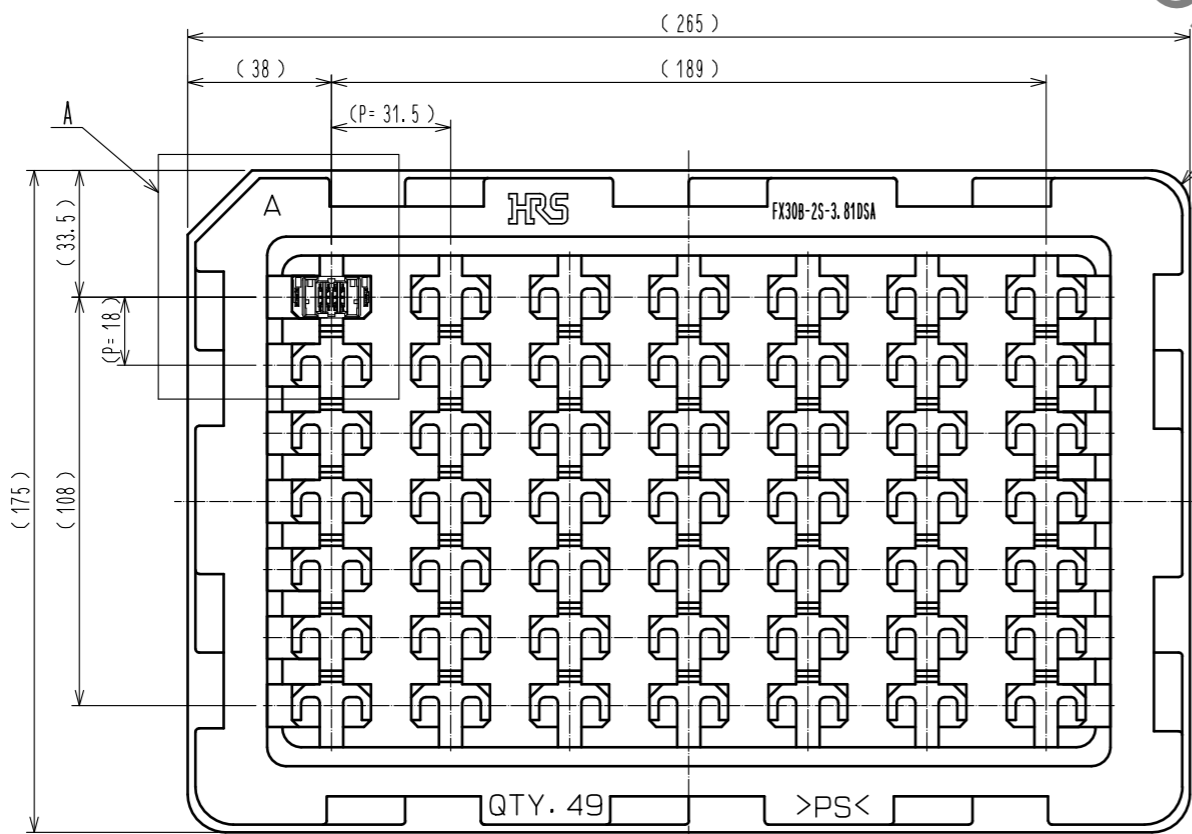 ( 265 )
( 38 )
( 189 )
(P= 31.5 )
A
A
HRS
FX30B-2S-3.81DSA
( 33.5 )
(P= 18 )
( 175 )
( 108 )
QTY. 49
>PS<